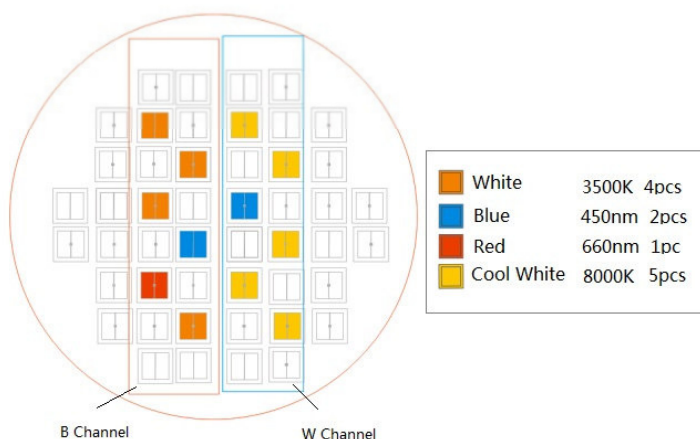 White 3500K 4pcs
Blue 450nm 2pcs
Red 660nm 1pc
Cool White 8000K 5pcs
B Channel
W Channel